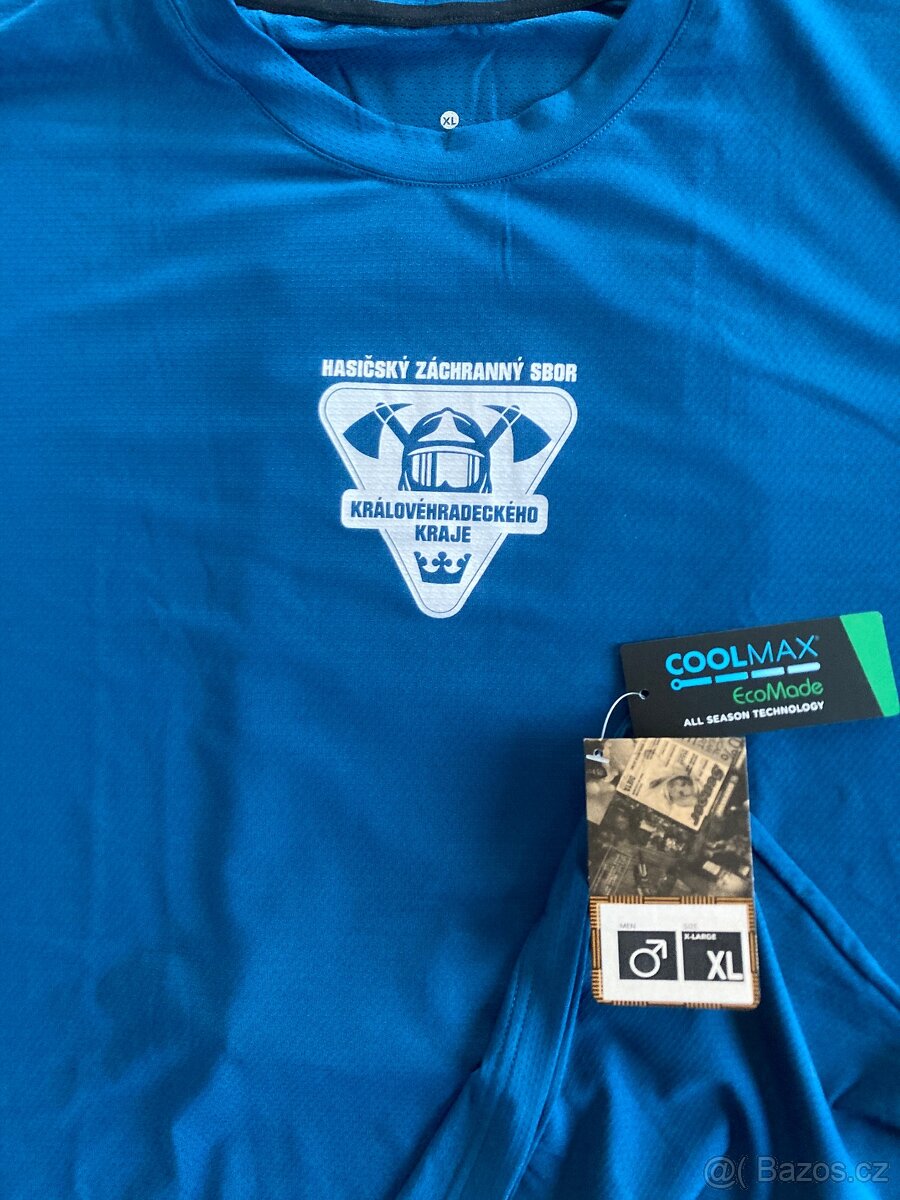 XL
HASIČSKÝ ZÁCHRANNÝ SBOR
KRÁLOVÉHRADECKÉHO
KRAJE
COOLMAX®
EcoMade
ALL SEASON TECHNOLOGY
MEN
SIZE
X-LARGE
XL
@( Bazos.cz